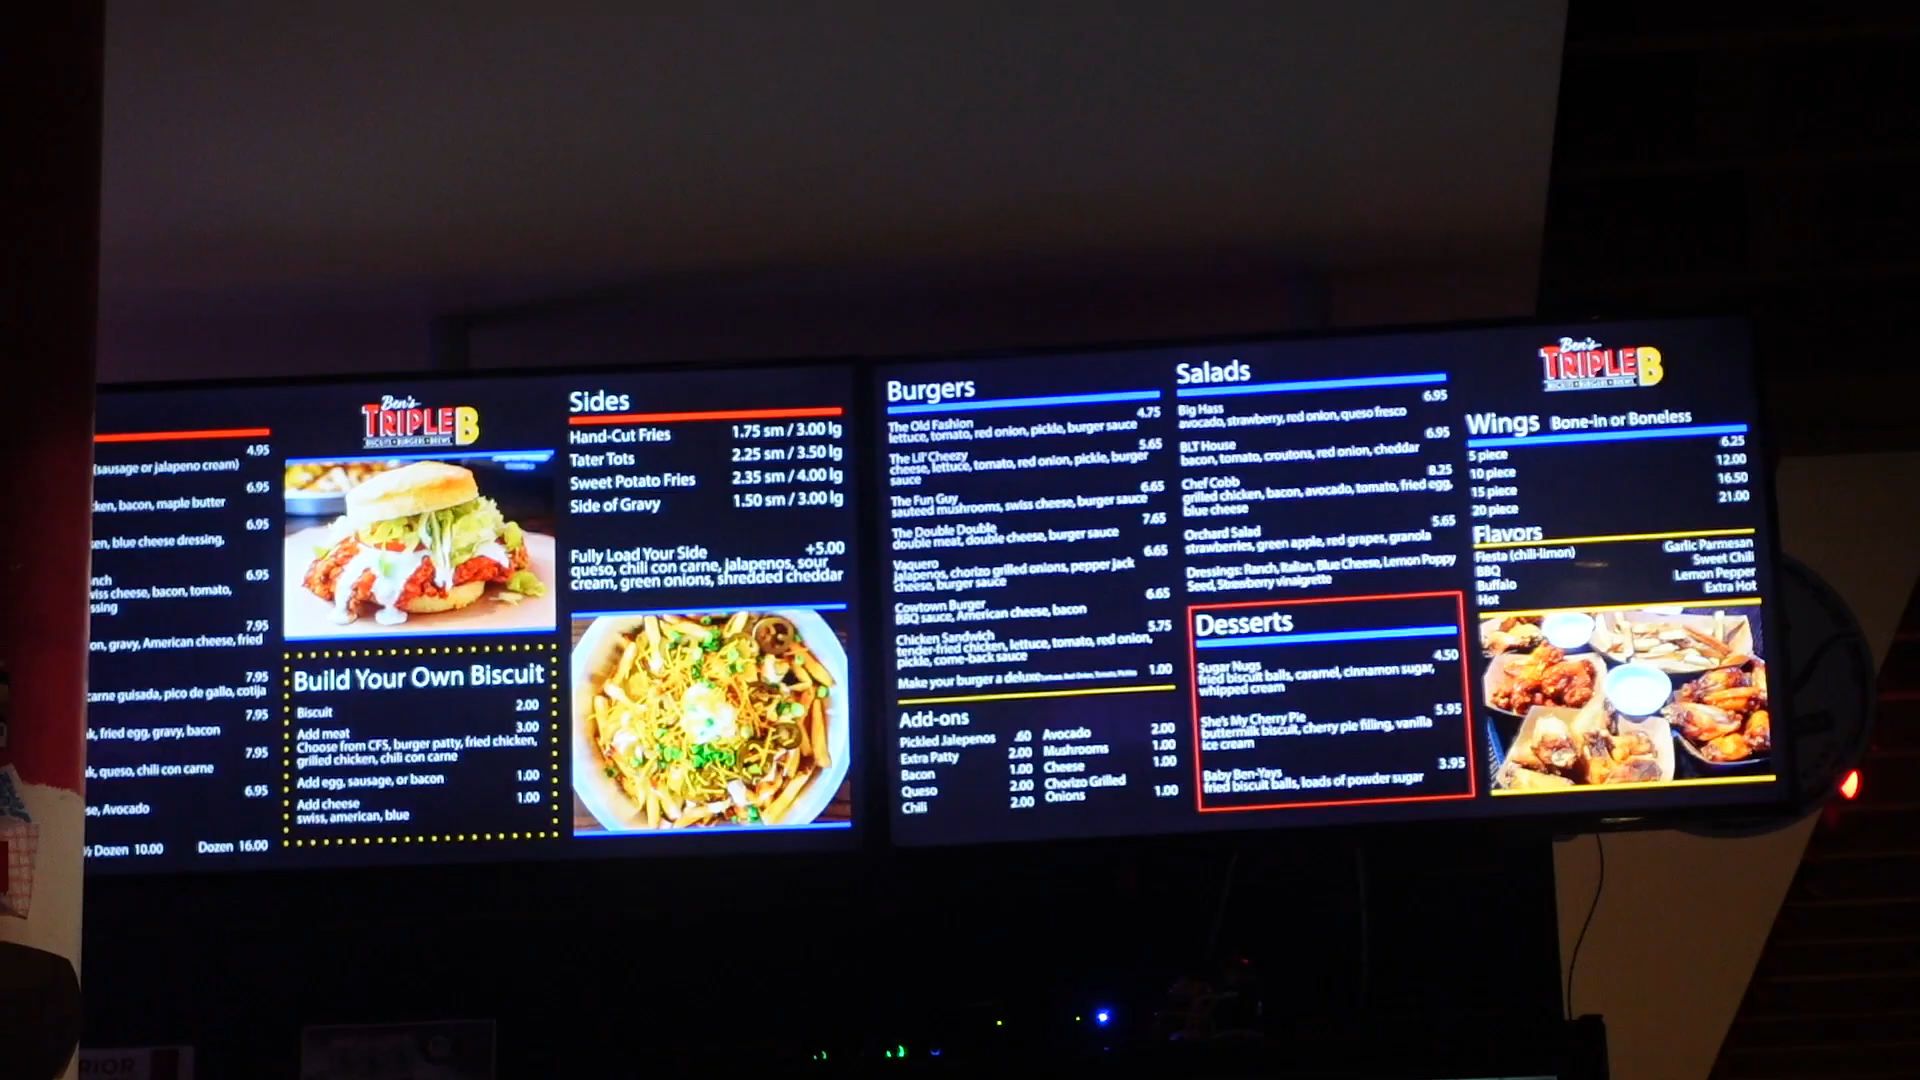 4.95
(sausage or jalapeno cream)
6.95
ken, bacon, maple butter
6.95
en, blue cheese dressing,
nch 6.95
viss cheese, bacon, tomato,
ssing
7.95
on, gravy, American cheese, fried
7.95
carne guisada, pico de gallo, cotija
7.95
k, fried egg, gravy, bacon
7.95
k, queso, chili con carne
6.95
se, Avocado
½ Dozen 10.00 Dozen 16.00
Ben's
TRIPLE B
BISCUITS • BURGERS • BREWS
Build Your Own Biscuit
Biscuit 2.00
Add meat 3.00
Choose from CFS, burger patty, fried chicken,
grilled chicken, chili con carne
Add egg, sausage, or bacon 1.00
Add cheese 1.00
swiss, american, blue
Sides
Hand-Cut Fries 1.75 sm / 3.00 lg
Tater Tots 2.25 sm / 3.50 lg
Sweet Potato Fries 2.35 sm / 4.00 lg
Side of Gravy 1.50 sm / 3.00 lg
Fully Load Your Side +5.00
queso, chili con carne, jalapenos, sour
cream, green onions, shredded cheddar
Burgers
The Old Fashion 4.75
lettuce, tomato, red onion, pickle, burger sauce
The Lil' Cheezy 5.65
cheese, lettuce, tomato, red onion, pickle, burger
sauce
The Fun Guy 6.65
sauteed mushrooms, swiss cheese, burger sauce
The Double Double 7.65
double meat, double cheese, burger sauce
Vaquero 6.65
jalapenos, chorizo grilled onions, pepper jack
cheese, burger sauce
Cowtown Burger 6.65
BBQ sauce, American cheese, bacon
Chicken Sandwich 5.75
tender-fried chicken, lettuce, tomato, red onion,
pickle, come-back sauce
Make your burger a deluxe Lettuce, Red Onion, Tomato, Pickles 1.00
Add-ons
Pickled Jalepenos .60
Extra Patty 2.00
Bacon 1.00
Queso 2.00
Chili 2.00
Avocado 2.00
Mushrooms 1.00
Cheese 1.00
Chorizo Grilled
Onions 1.00
Salads
Big Hass 6.95
avocado, strawberry, red onion, queso fresco
BLT House 6.95
bacon, tomato, croutons, red onion, cheddar
Chef Cobb 8.25
grilled chicken, bacon, avocado, tomato, fried egg,
blue cheese
Orchard Salad 5.65
strawberries, green apple, red grapes, granola
Dressings: Ranch, Italian, Blue Cheese, Lemon Poppy
Seed, Strawberry vinaigrette
Desserts
Sugar Nugs 4.50
fried biscuit balls, caramel, cinnamon sugar,
whipped cream
She's My Cherry Pie 5.95
buttermilk biscuit, cherry pie filling, vanilla
ice cream
Baby Ben-Yays 3.95
fried biscuit balls, loads of powder sugar
Ben's
TRIPLE B
BISCUITS • BURGERS • BREWS
Wings Bone-in or Boneless
5 piece 6.25
10 piece 12.00
15 piece 16.50
20 piece 21.00
Flavors
Fiesta (chili-limon) Garlic Parmesan
BBQ Sweet Chili
Buffalo Lemon Pepper
Hot Extra Hot
RIOR